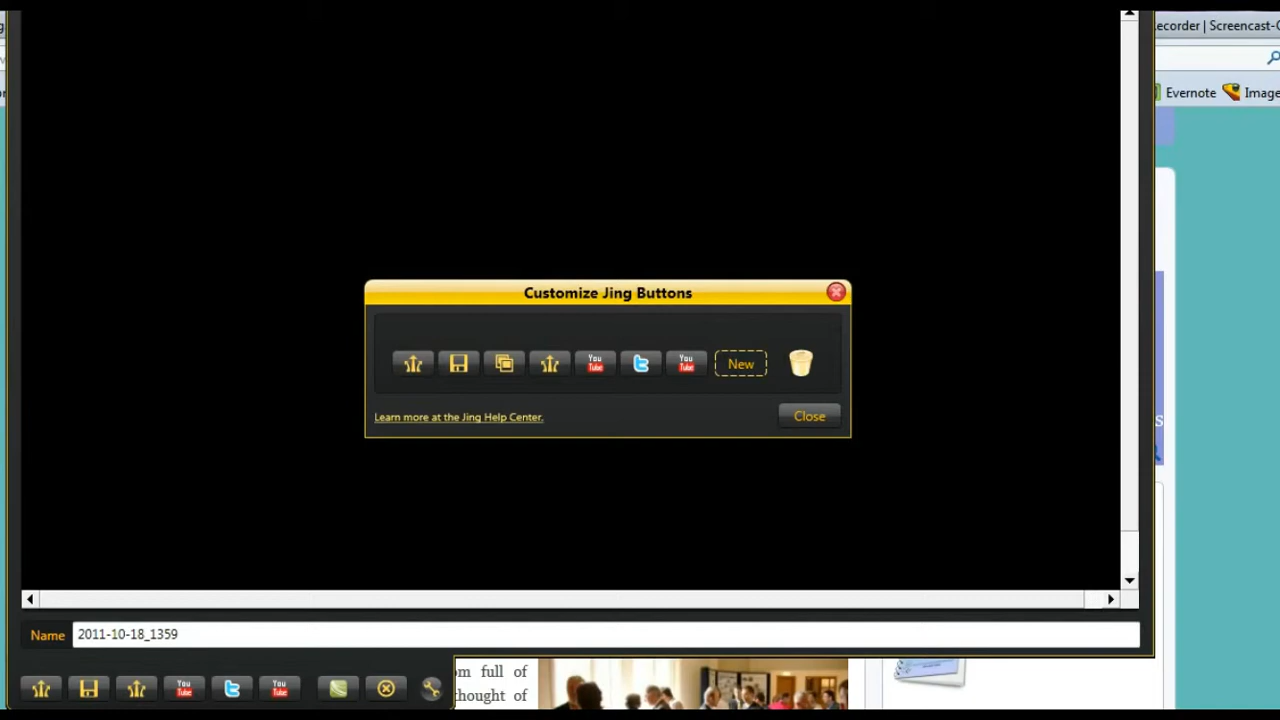 ecorder | Screencast-
Evernote
Image
Customize Jing Buttons
You
Tube
You
Tube
New
Learn more at the Jing Help Center.
Close
S
Name
2011-10-18_1359
You
Tube
You
Tube
om full of
thought of